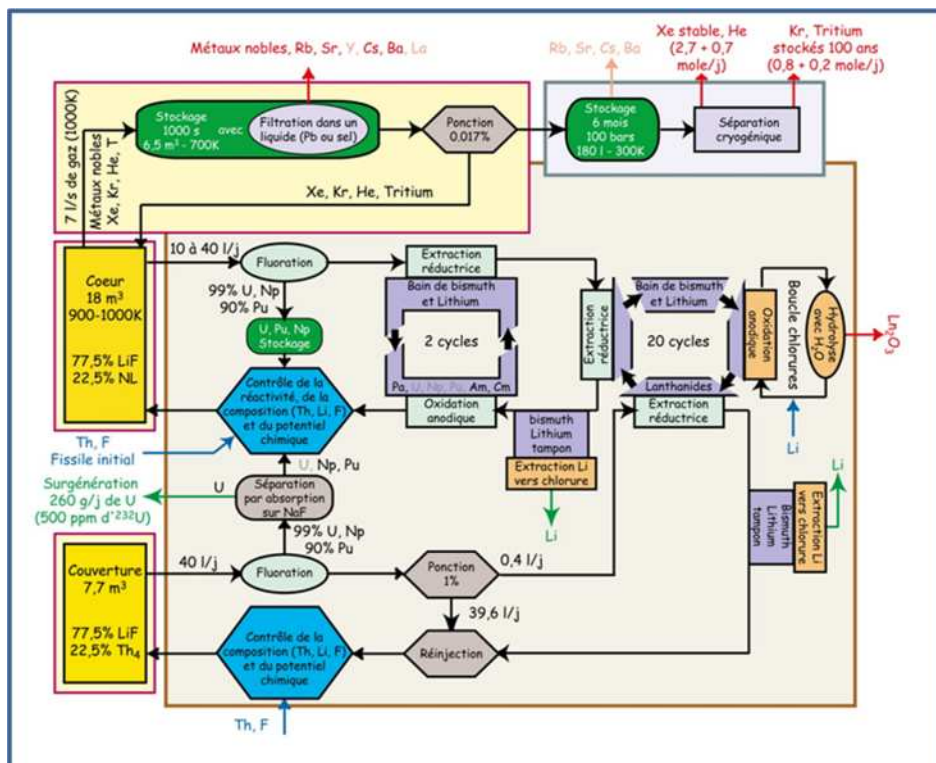 Métaux nobles, Rb, Sr, Y, Cs, Ba, La
Rb, Sr, Cs, Ba
Xe stable, He
(2,7 + 0,7
mole/j)
Kr, Tritium
stockés 100 ans
(0,8 + 0,2 mole/j)
7 l/s de gaz (1000K)
Métaux nobles
Xe, Kr, He, T
Stockage
1000 s
6,5 m³ - 700K
avec
Filtration dans un
liquide (Pb ou sel)
Ponction
0.017%
Stockage
6 mois
100 bars
180 l - 300K
Séparation
cryogénique
Xe, Kr, He, Tritium
Coeur
18 m³
900-1000K
77,5% LiF
22,5% NL
10 à 40 l/j
Fluoration
99% U, Np
90% Pu
U, Pu, Np
Stockage
Extraction
réductrice
Bain de bismuth
et Lithium
2 cycles
Pa, U, Np, Pu, Am, Cm
Oxidation
anodique
Extraction
réductrice
Bain de bismuth
et Lithium
20 cycles
Lanthanides
Extraction
réductrice
Oxidation
anodique
Boucle chlorures
Hydrolyse
avec H₂O
Ln₂O₃
Li
Contrôle de la
réactivité, de la
composition (Th, Li, F)
et du potentiel
chimique
Th, F
Fissile initial
bismuth
Lithium
tampon
Extraction Li
vers chlorure
Li
U, Np, Pu
Surgénération
260 g/j de U
(500 ppm d'²³²U)
U
Séparation
par absorption
sur NaF
99% U, Np
90% Pu
Bismuth
Lithium
tampon
Extraction Li
vers chlorure
Li
Couverture
7,7 m³
77,5% LiF
22,5% Th₄
40 l/j
Fluoration
Ponction
1%
0,4 l/j
39,6 l/j
Réinjection
Contrôle de la
composition (Th, Li, F)
et du potentiel
chimique
Th, F